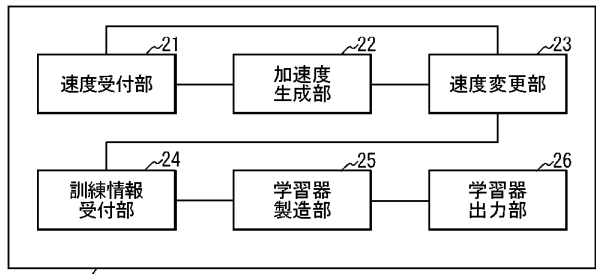 21
速度受付部
22
加速度
生成部
23
速度変更部
24
訓練情報
受付部
25
学習器
製造部
26
学習器
出力部